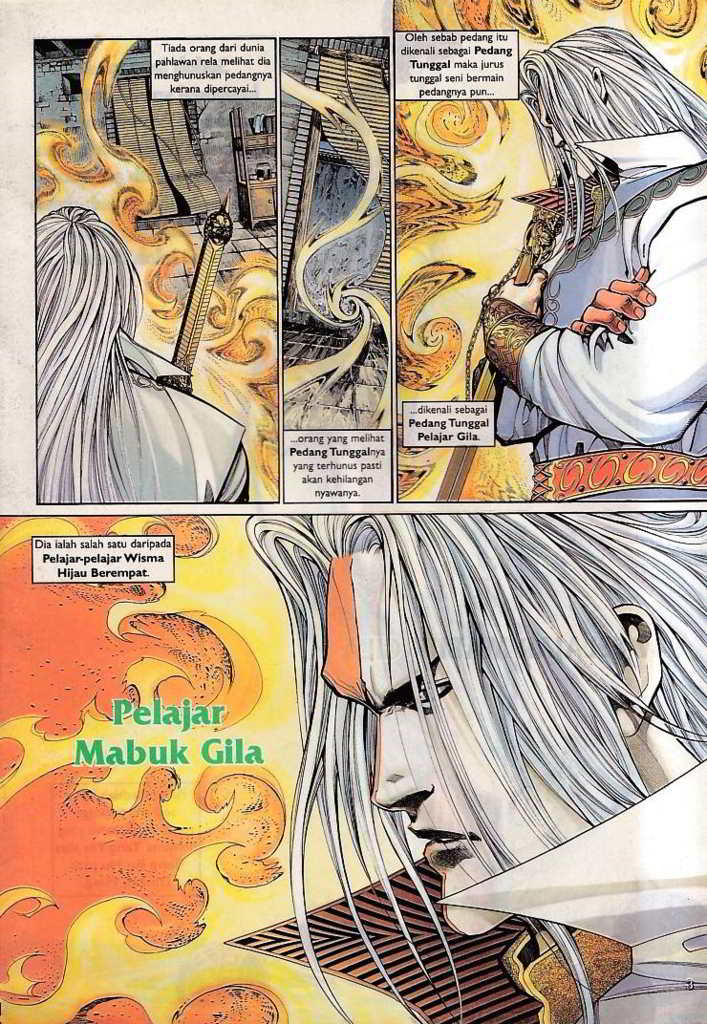 Tiada orang dari dunia
pahlawan rela melihat dia
menghunuskan pedangnya
kerana dipercayai...
...orang yang melihat
Pedang Tunggalnya
yang terhunus pasti
akan kehilangan
nyawanya.
Oleh sebab pedang itu
dikenali sebagai Pedang
Tunggal maka jurus
tunggal seni bermain
pedangnya pun...
...dikenali sebagai
Pedang Tunggal
Pelajar Gila.
Dia ialah salah satu daripada
Pelajar-pelajar Wisma
Hijau Berempat.
Pelajar
Mabuk Gila
3